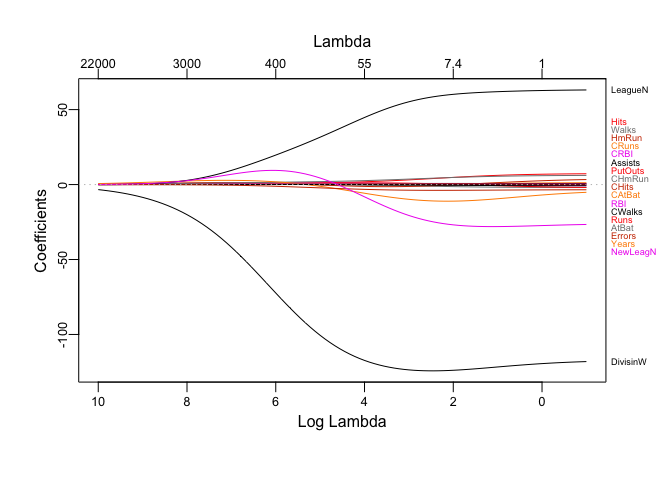 Lambda
22000 3000 400 55 7.4 1
Coefficients
50
0
-50
-100
LeagueN
Hits
Walks
HmRun
CRuns
CRBI
Assists
PutOuts
CHmRun
CHits
CAtBat
RBI
CWalks
Runs
AtBat
Errors
Years
NewLeagN
DivisinW
10 8 6 4 2 0
Log Lambda